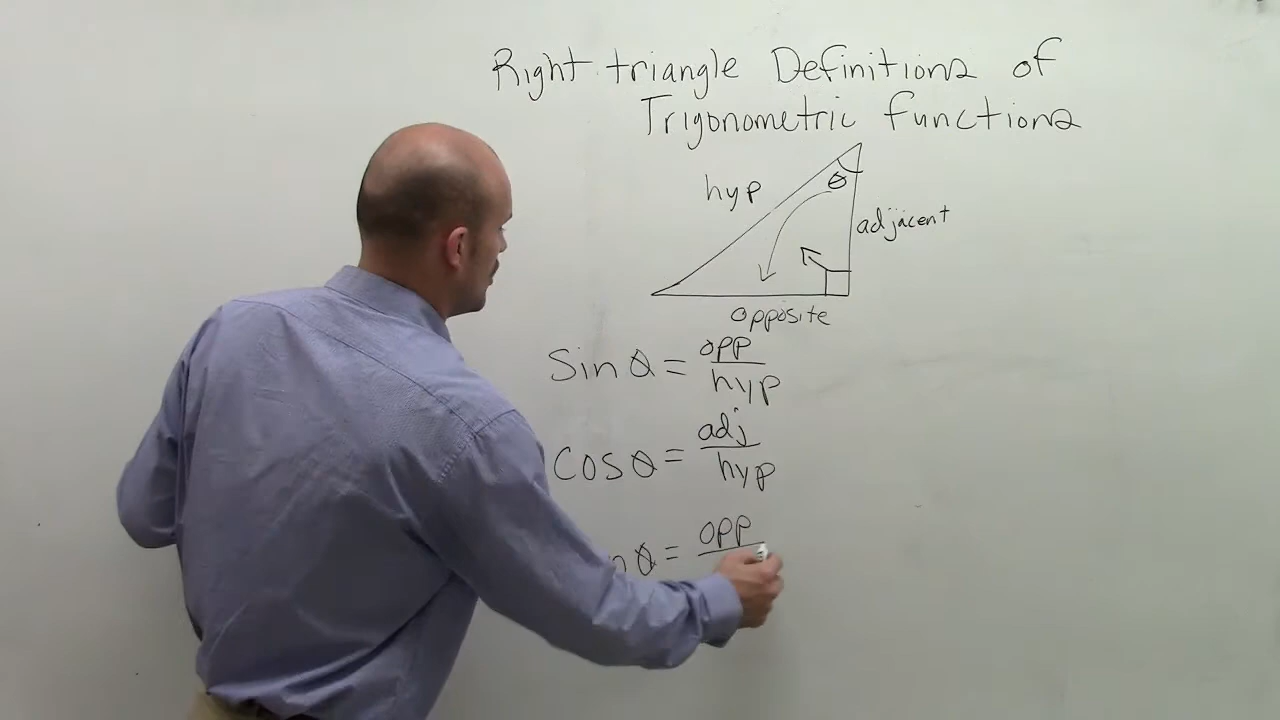 Right triangle Definitions of
Trigonometric functions
hyp
θ
adjacent
opposite
Sin θ = opp
hyp
Cos θ = adj
hyp
n θ = opp